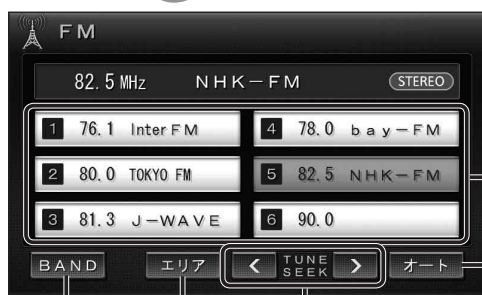 FM
82.5 MHz NHK－FM STEREO
1 76.1 InterFM
4 78.0 bay－FM
2 80.0 TOKYO FM
5 82.5 NHK－FM
3 81.3 J－WAVE
6 90.0
BAND エリア < TUNE SEEK > オート